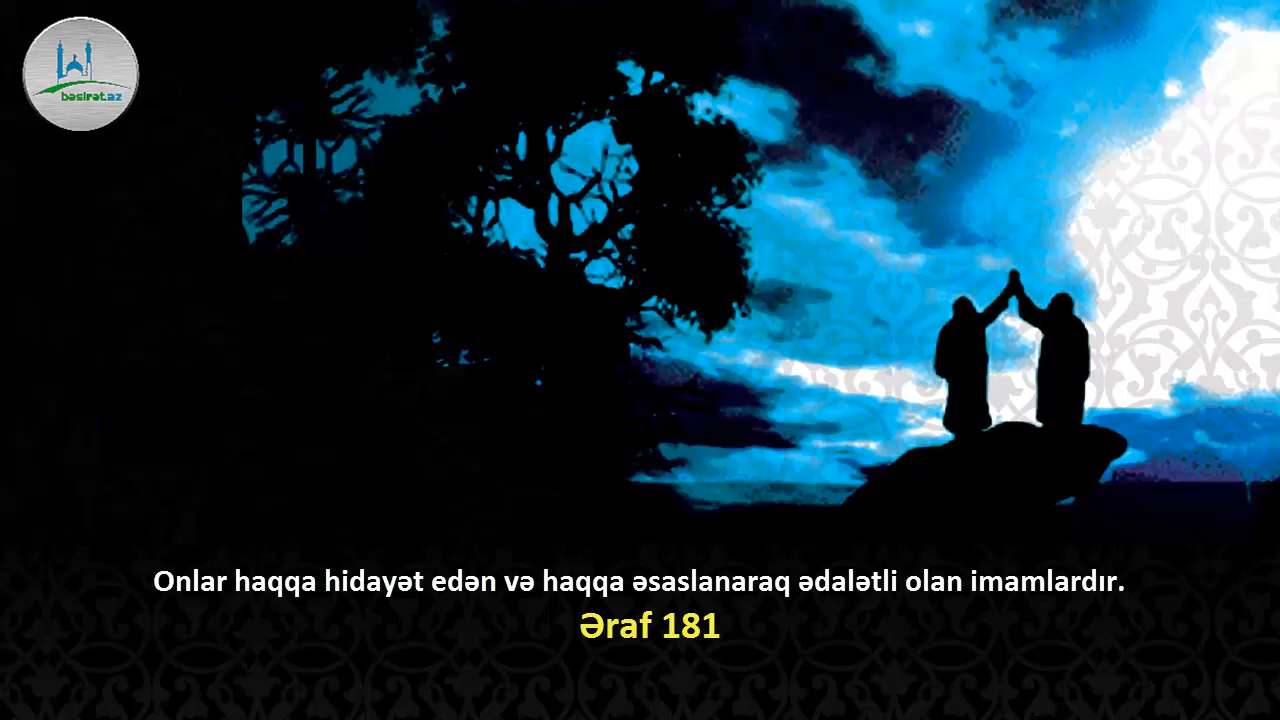 basirat.az
Onlar haqqa hidayət edən və haqqa əsaslanaraq ədalətli olan imamlardır.
Əraf 181